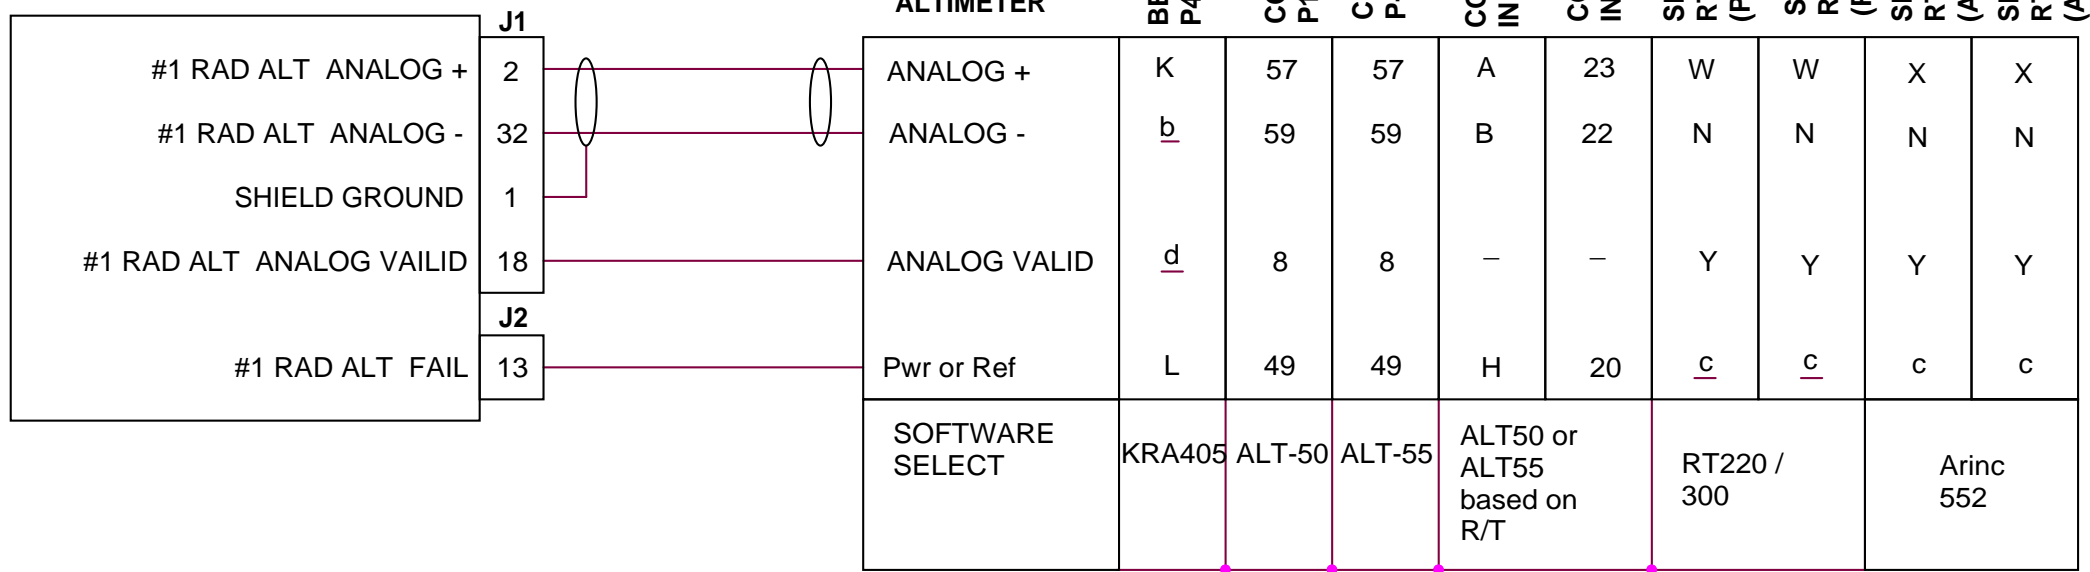 ALTIMETER
J1
#1 RAD ALT ANALOG + 2 ANALOG + K 57 57 A 23 W W X X
#1 RAD ALT ANALOG - 32 ANALOG - b 59 59 B 22 N N N N
SHIELD GROUND 1
#1 RAD ALT ANALOG VAILID 18 ANALOG VALID d 8 8 – – Y Y Y Y
J2
#1 RAD ALT FAIL 13 Pwr or Ref L 49 49 H 20 c c c c
SOFTWARE
SELECT
KRA405 ALT-50 ALT-55
ALT50 or
ALT55
based on
R/T
RT220 /
300
Arinc
552